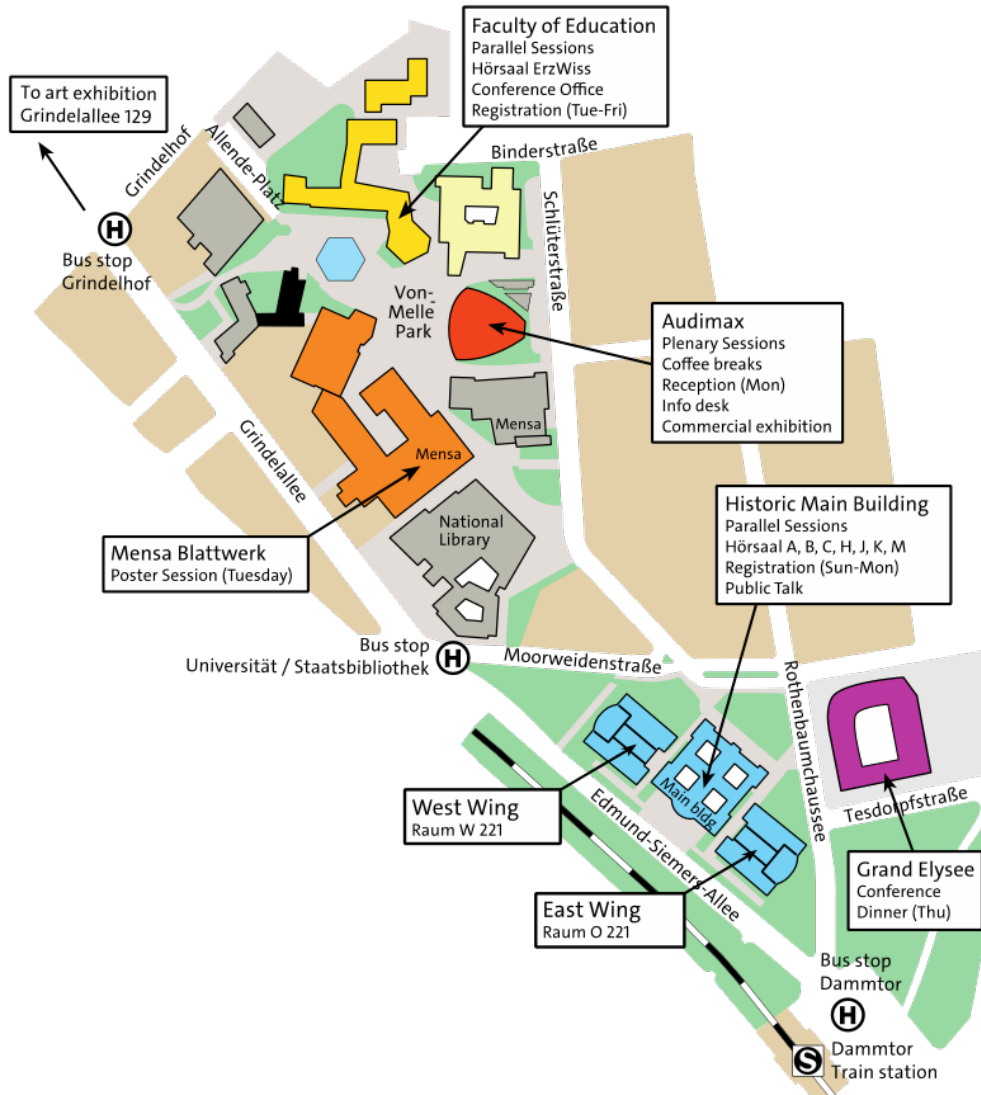 Faculty of Education
Parallel Sessions
Hörsaal ErzWiss
Conference Office
Registration (Tue-Fri)
To art exhibition
Grindelallee 129
Grindelhof
Allende-Platz
Binderstraße
Schlüterstraße
H
Bus stop
Grindelhof
Von-
Melle
Park
Audimax
Plenary Sessions
Coffee breaks
Reception (Mon)
Info desk
Commercial exhibition
Mensa
Mensa
Grindelallee
National
Library
Mensa Blattwerk
Poster Session (Tuesday)
Historic Main Building
Parallel Sessions
Hörsaal A, B, C, H, J, K, M
Registration (Sun-Mon)
Public Talk
Bus stop
Universität / Staatsbibliothek
H
Moorweidenstraße
Rothenbaumchaussee
Main bldg.
Tesdorpfstraße
West Wing
Raum W 221
Edmund-Siemers-Allee
East Wing
Raum O 221
Grand Elysee
Conference
Dinner (Thu)
Bus stop
Dammtor
H
S
Dammtor
Train station